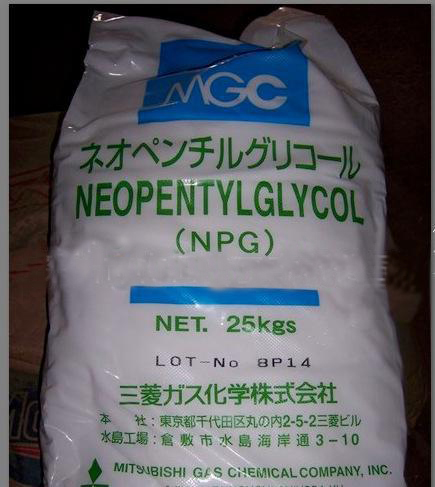 MGC
ネオペンチルグリコール
NEOPENTYLGLYCOL
(NPG)
NET. 25kgs
LOT-No 8P14
三菱ガス化学株式会社
本 社:東京都千代田区丸の内2-5-2三菱ビル
水島工場:倉敷市水島海岸通3-10
MITSUBISHI GAS CHEMICAL COMPANY, INC.